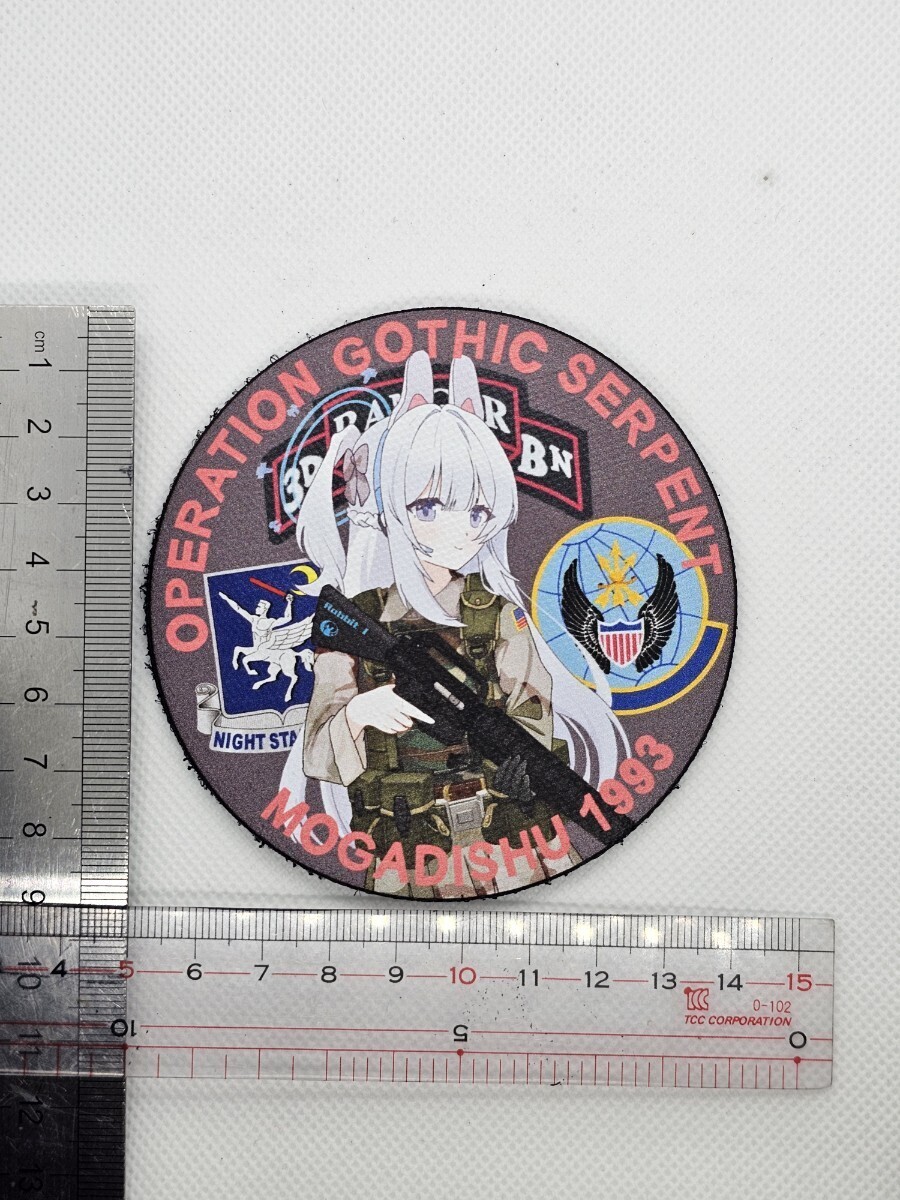 OPERATION GOTHIC SERPENT
3D
BN
Rabbit 1
NIGHT STA
MOGADISHU 1993
cm
1
2
3
4
5
6
7
8
9
10
11
12
13
4 5 6 7 8 9 10 11 12 13 14 15
TCC 0-102
TCC CORPORATION
10 5 0